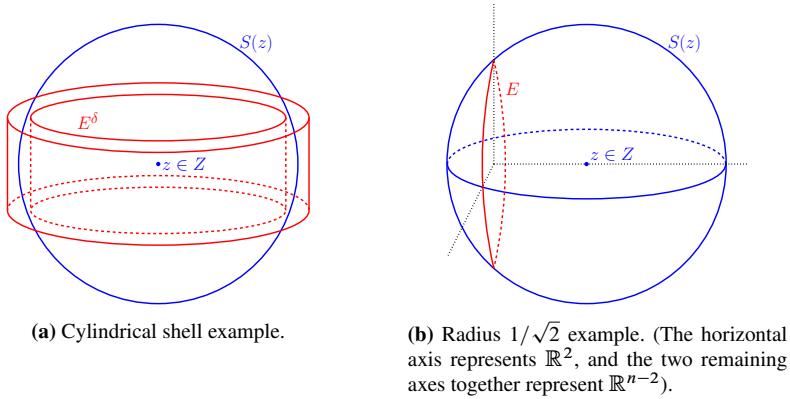 S(z)
E^δ
z ∈ Z
(a) Cylindrical shell example.
S(z)
E
z ∈ Z
(b) Radius 1/√2 example. (The horizontal
axis represents ℝ², and the two remaining
axes together represent ℝⁿ⁻²).